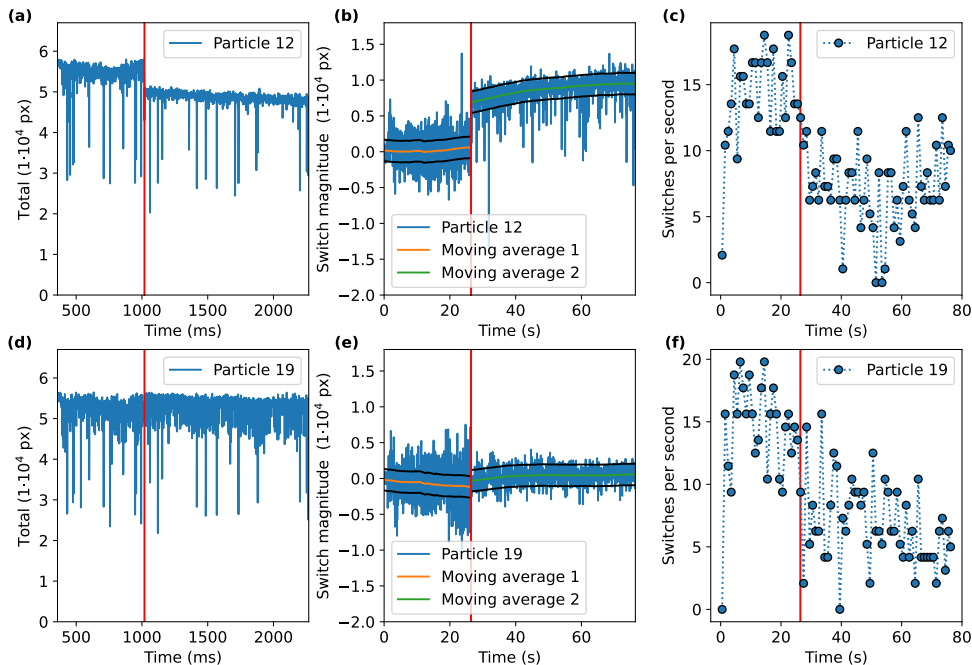 (a)
Particle 12
Total (1·10⁴ px)
6
5
4
3
2
1
0
500 1000 1500 2000
Time (ms)
(b)
Switch magnitude (1·10⁴ px)
1.5
1.0
0.5
0.0
−0.5
−1.0
−1.5
−2.0
Particle 12
Moving average 1
Moving average 2
0 20 40 60
Time (s)
(c)
Particle 12
Switches per second
15
10
5
0
0 20 40 60 80
Time (s)
(d)
Particle 19
Total (1·10⁴ px)
6
5
4
3
2
1
0
500 1000 1500 2000
Time (ms)
(e)
Switch magnitude (1·10⁴ px)
1.5
1.0
0.5
0.0
−0.5
−1.0
−1.5
−2.0
Particle 19
Moving average 1
Moving average 2
0 20 40 60
Time (s)
(f)
Particle 19
Switches per second
20
15
10
5
0
0 20 40 60 80
Time (s)